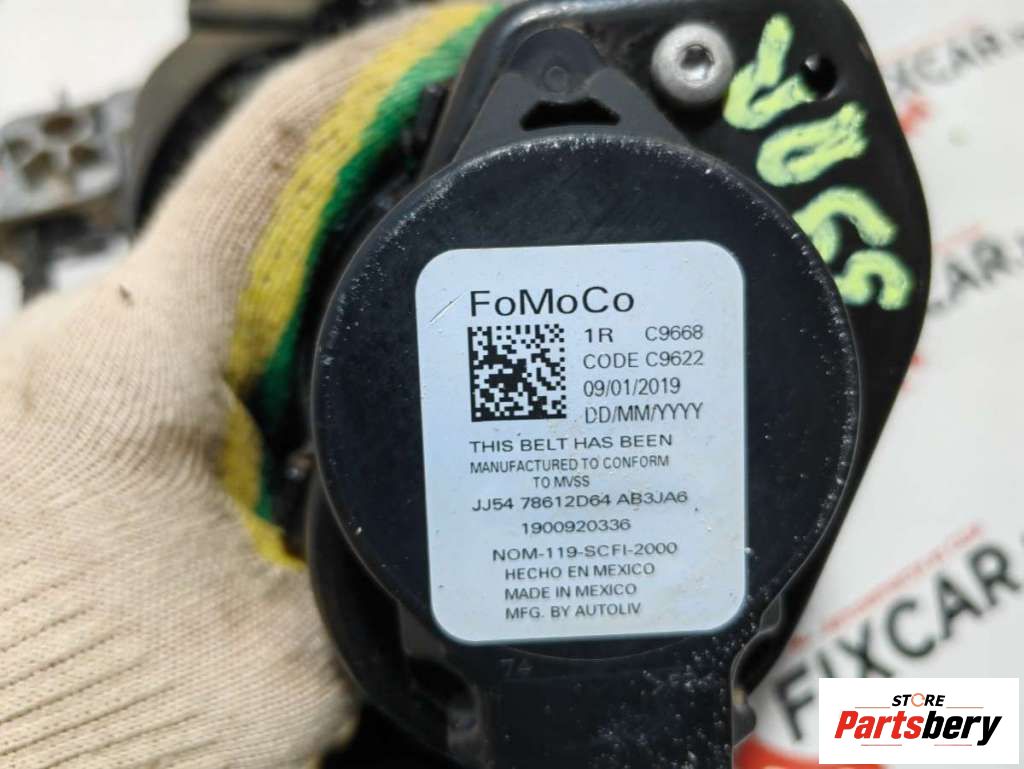 FoMoCo
1R C9668
CODE C9622
09/01/2019
DD/MM/YYYY
THIS BELT HAS BEEN
MANUFACTURED TO CONFORM
TO MVSS
JJ54 78612D64 AB3JA6
1900920336
NOM-119-SCFI-2000
HECHO EN MEXICO
MADE IN MEXICO
MFG. BY AUTOLIV
74
FIXCAR
FIXCAR
STORE
Partsbery